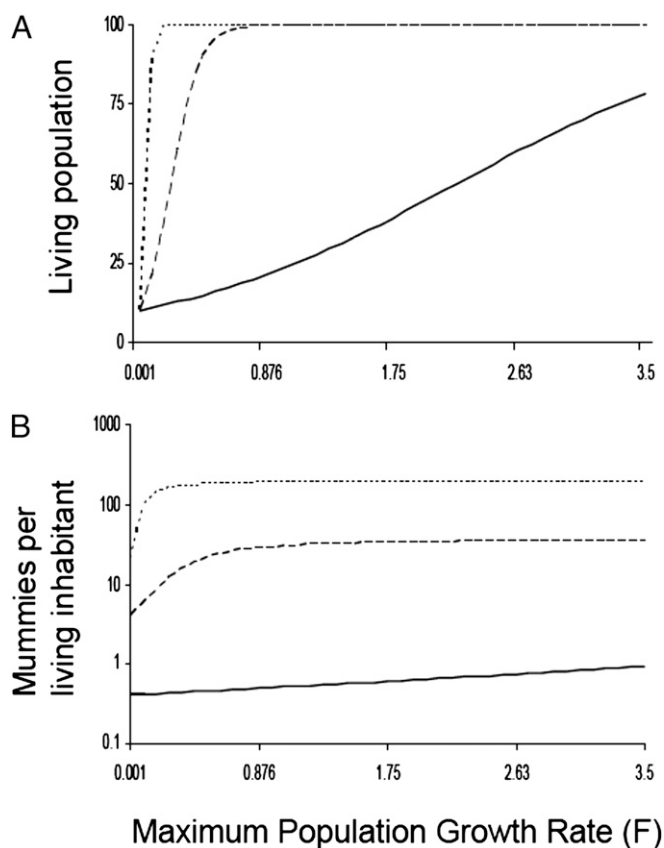 A
Living population
100
75
50
25
0
0.001 0.876 1.75 2.63 3.5
B
Mummies per
living inhabitant
1000
100
10
1
0.1
0.001 0.876 1.75 2.63 3.5
Maximum Population Growth Rate (F)